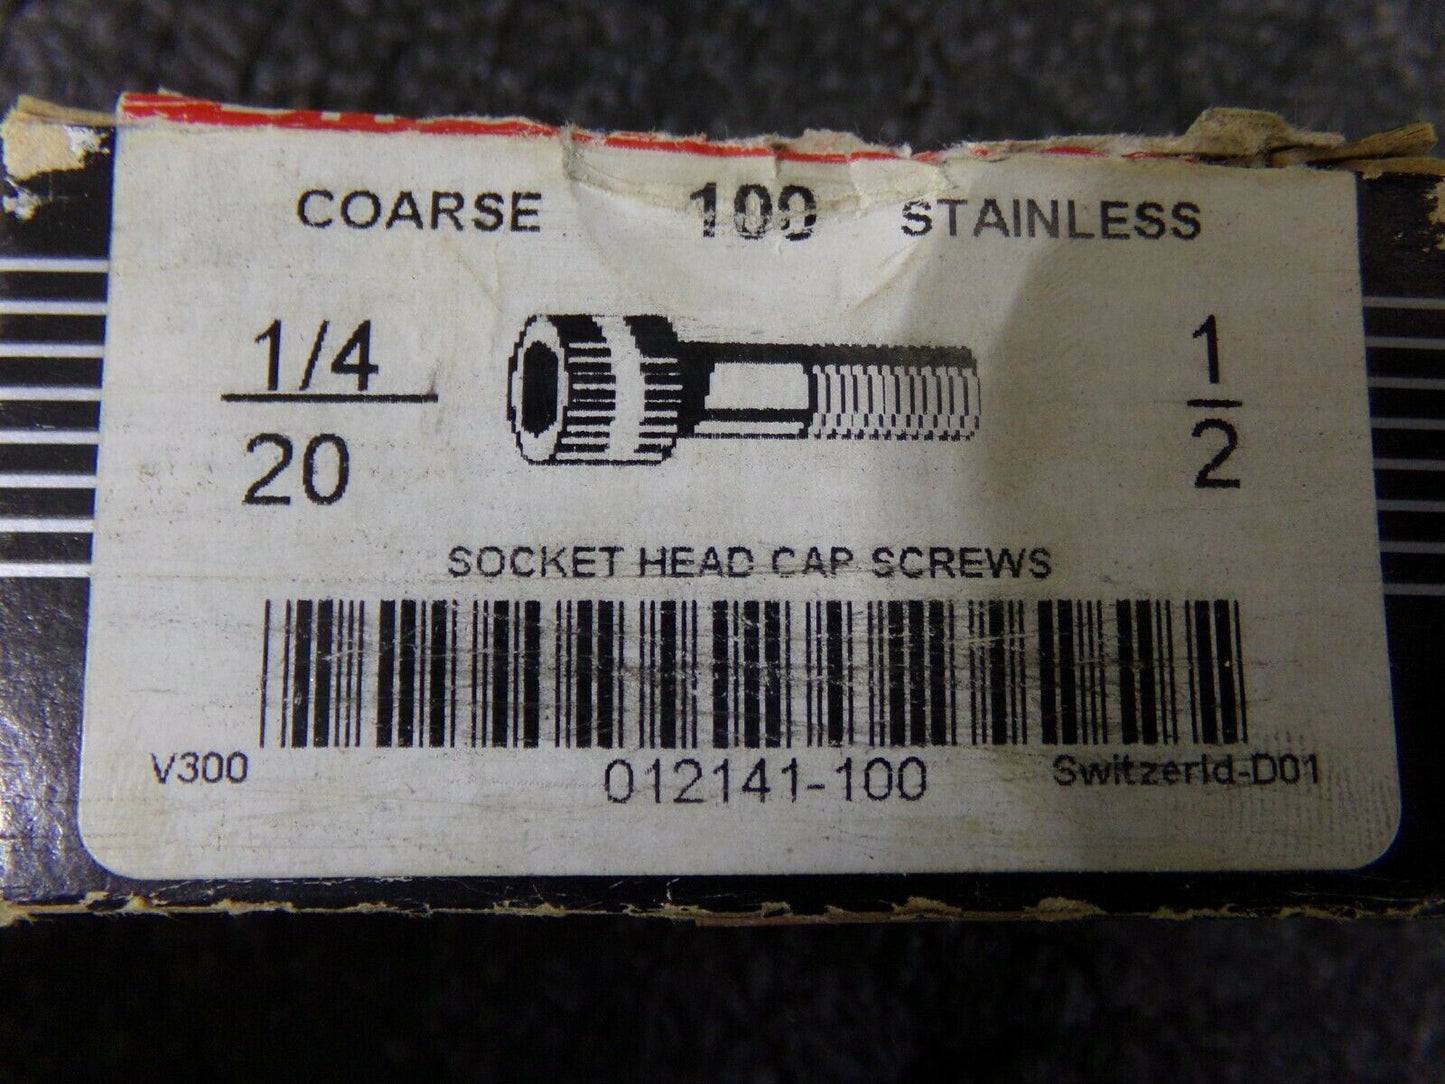 COARSE 100 STAINLESS
1/4
20
1
2
SOCKET HEAD CAP SCREWS
V300 012141-100 Switzerld-D01